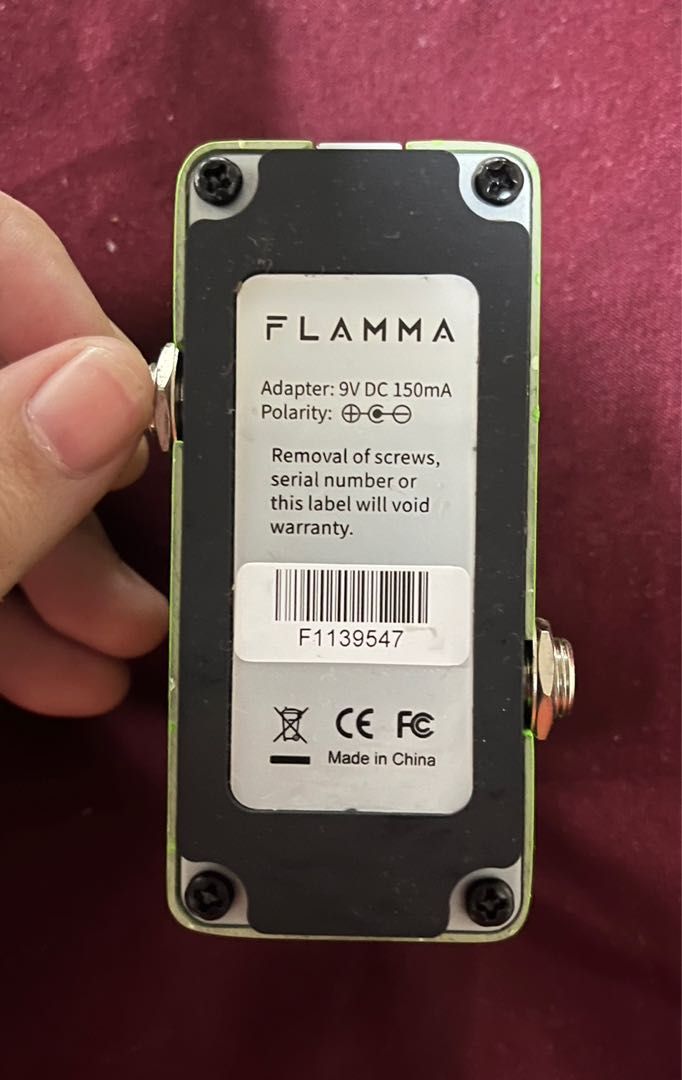 FLAMMA
Adapter: 9V DC 150mA
Polarity:
Removal of screws,
serial number or
this label will void
warranty.
F1139547
CE FC
Made in China